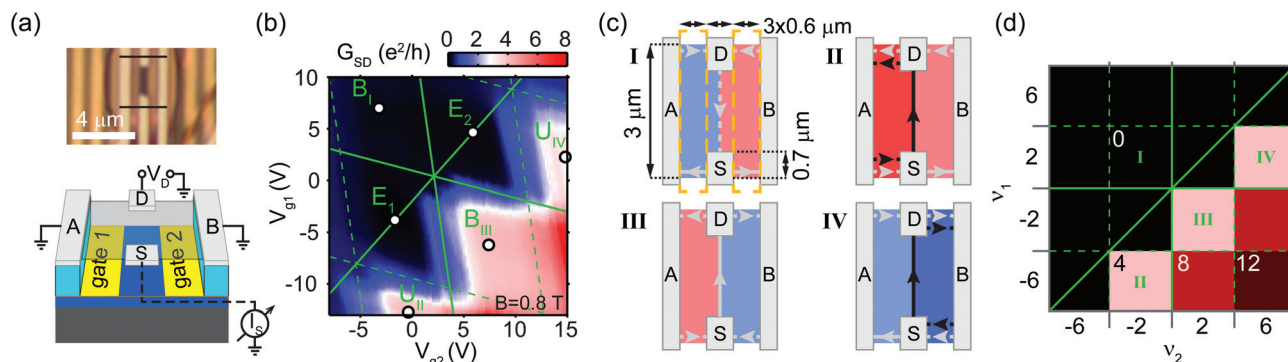 (a)
4 μm
V_D
D
A
B
S
gate 1
gate 2
I_S
(b)
G_SD (e²/h)
0 2 4 6 8
V_g1(V)
10
5
0
-5
-10
B_I
E_2
U_IV
E_1
B_III
U_II
B=0.8 T
-5 0 5 10 15
V_g2(V)
(c)
3x0.6 μm
I
D
A
B
S
3 μm
0.7 μm
II
D
A
B
S
III
D
A
B
S
IV
D
A
B
S
(d)
ν_1
6
2
-2
-6
0
I
IV
III
4
8
12
II
-6 -2 2 6
ν_2